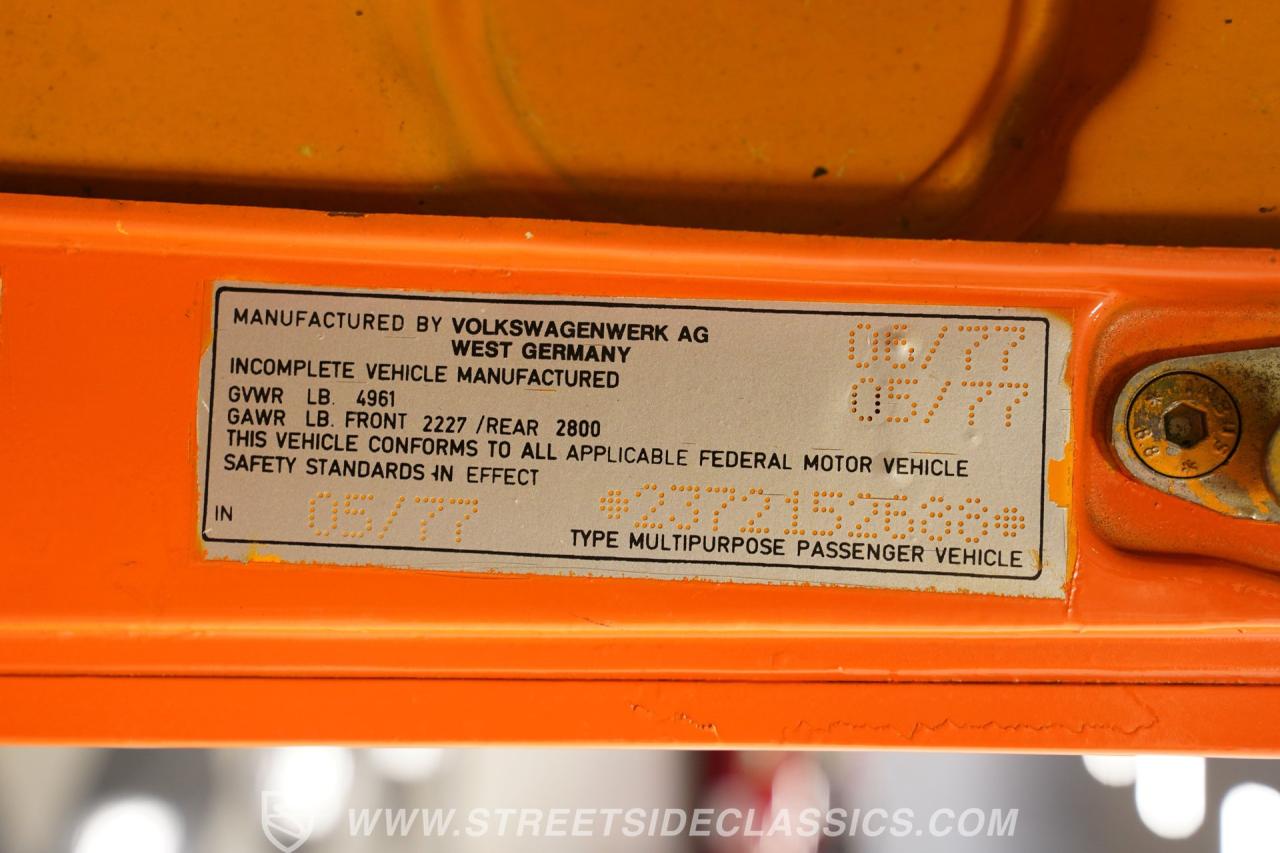 MANUFACTURED BY VOLKSWAGENWERK AG 06/77
WEST GERMANY
INCOMPLETE VEHICLE MANUFACTURED 05/77
GVWR LB. 4961
GAWR LB. FRONT 2227 / REAR 2800
THIS VEHICLE CONFORMS TO ALL APPLICABLE FEDERAL MOTOR VEHICLE
SAFETY STANDARDS IN EFFECT
IN 05/77
TYPE MULTIPURPOSE PASSENGER VEHICLE
WWW.STREETSIDECLASSICS.COM